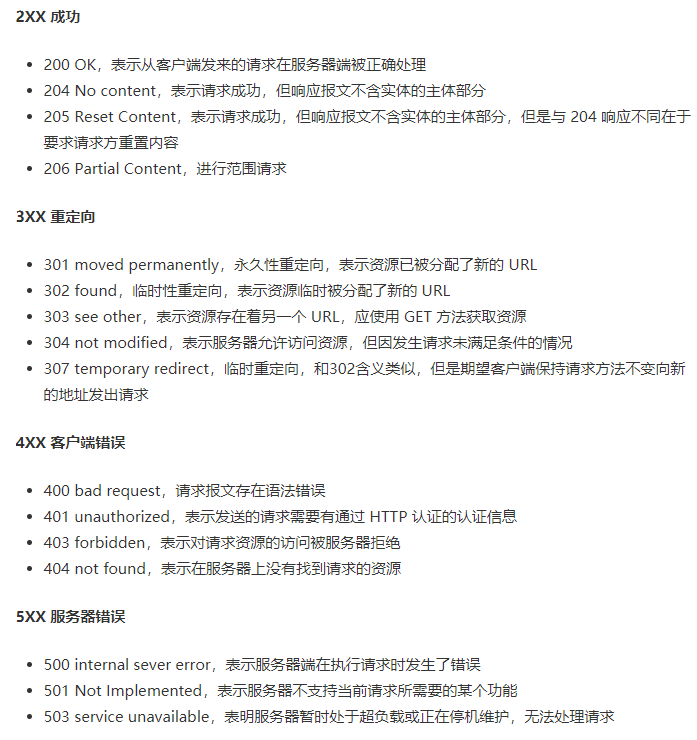 2XX 成功
200 OK，表示从客户端发来的请求在服务器端被正确处理
204 No content，表示请求成功，但响应报文不含实体的主体部分
205 Reset Content，表示请求成功，但响应报文不含实体的主体部分，但是与 204 响应不同在于
要求请求方重置内容
206 Partial Content，进行范围请求
3XX 重定向
301 moved permanently，永久性重定向，表示资源已被分配了新的 URL
302 found，临时性重定向，表示资源临时被分配了新的 URL
303 see other，表示资源存在着另一个 URL，应使用 GET 方法获取资源
304 not modified，表示服务器允许访问资源，但因发生请求未满足条件的情况
307 temporary redirect，临时重定向，和302含义类似，但是期望客户端保持请求方法不变向新
的地址发出请求
4XX 客户端错误
400 bad request，请求报文存在语法错误
401 unauthorized，表示发送的请求需要有通过 HTTP 认证的认证信息
403 forbidden，表示对请求资源的访问被服务器拒绝
404 not found，表示在服务器上没有找到请求的资源
5XX 服务器错误
500 internal sever error，表示服务器端在执行请求时发生了错误
501 Not Implemented，表示服务器不支持当前请求所需要的某个功能
503 service unavailable，表明服务器暂时处于超负载或正在停机维护，无法处理请求